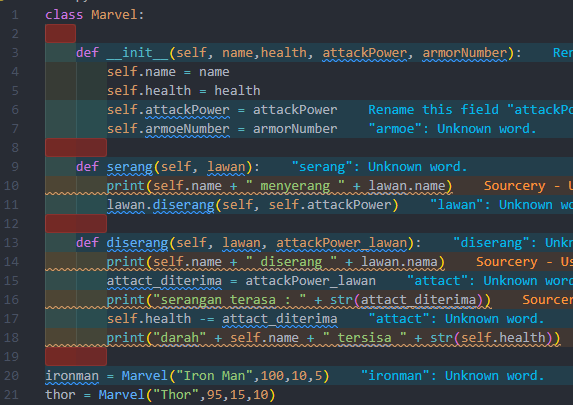 1 class Marvel:
2
3 def __init__(self, name,health, attackPower, armorNumber): Ren
4 self.name = name
5 self.health = health
6 self.attackPower = attackPower Rename this field "attackPo
7 self.armoeNumber = armorNumber "armoe": Unknown word.
8
9 def serang(self, lawan): "serang": Unknown word.
10 print(self.name + " menyerang " + lawan.name) Sourcery - U
11 lawan.diserang(self, self.attackPower) "lawan": Unknown wo
12
13 def diserang(self, lawan, attackPower_lawan): "diserang": Unkno
14 print(self.name + " diserang " + lawan.nama) Sourcery - Us
15 attact_diterima = attackPower_lawan "attact": Unknown word
16 print("serangan terasa : " + str(attact_diterima)) Sourcer
17 self.health -= attact_diterima "attact": Unknown word.
18 print("darah" + self.name + " tersisa " + str(self.health))
19
20 ironman = Marvel("Iron Man",100,10,5) "ironman": Unknown word.
21 thor = Marvel("Thor",95,15,10)